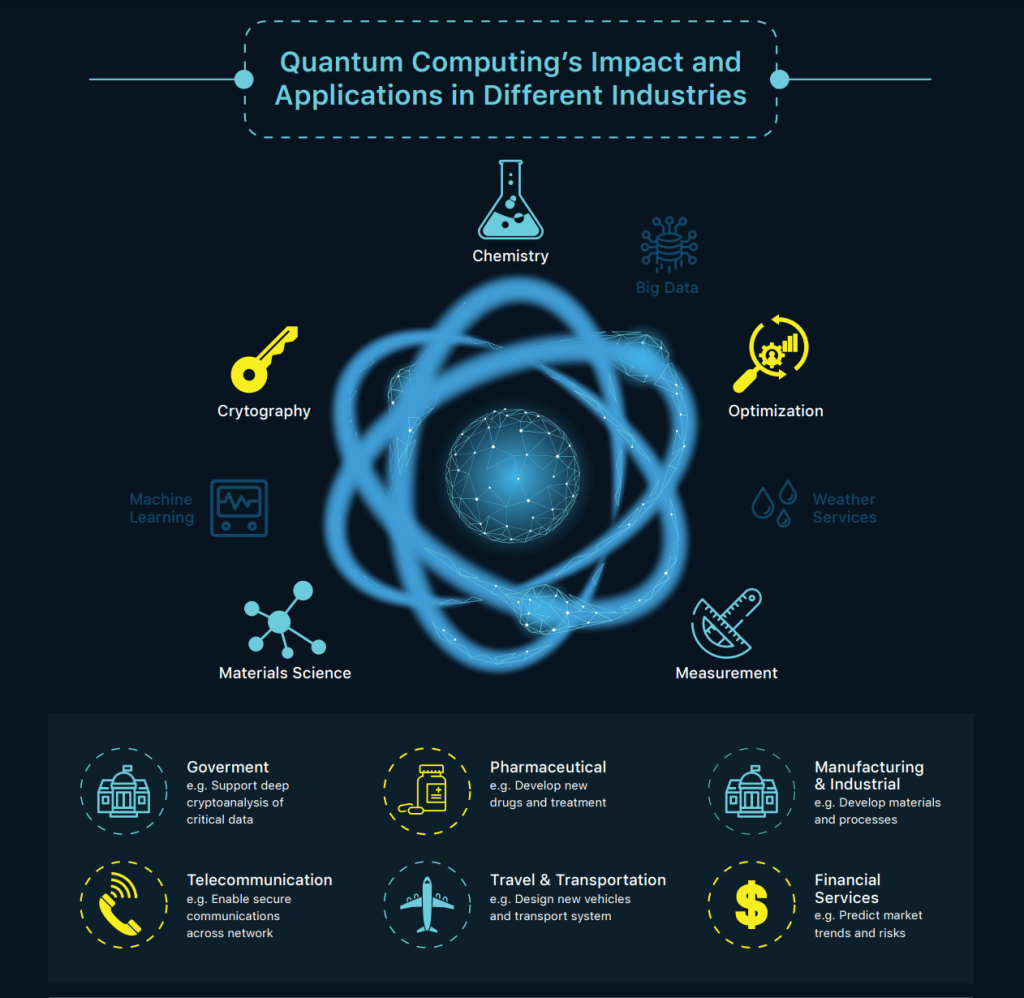 Quantum Computing’s Impact and
Applications in Different Industries
Chemistry
Big Data
Crytography
Optimization
Machine
Learning
Weather
Services
Materials Science
Measurement
Goverment
e.g. Support deep
cryptoanalysis of
critical data
Pharmaceutical
e.g. Develop new
drugs and treatment
Manufacturing
& Industrial
e.g. Develop materials
and processes
Telecommunication
e.g. Enable secure
communications
across network
Travel & Transportation
e.g. Design new vehicles
and transport system
Financial
Services
e.g. Predict market
trends and risks